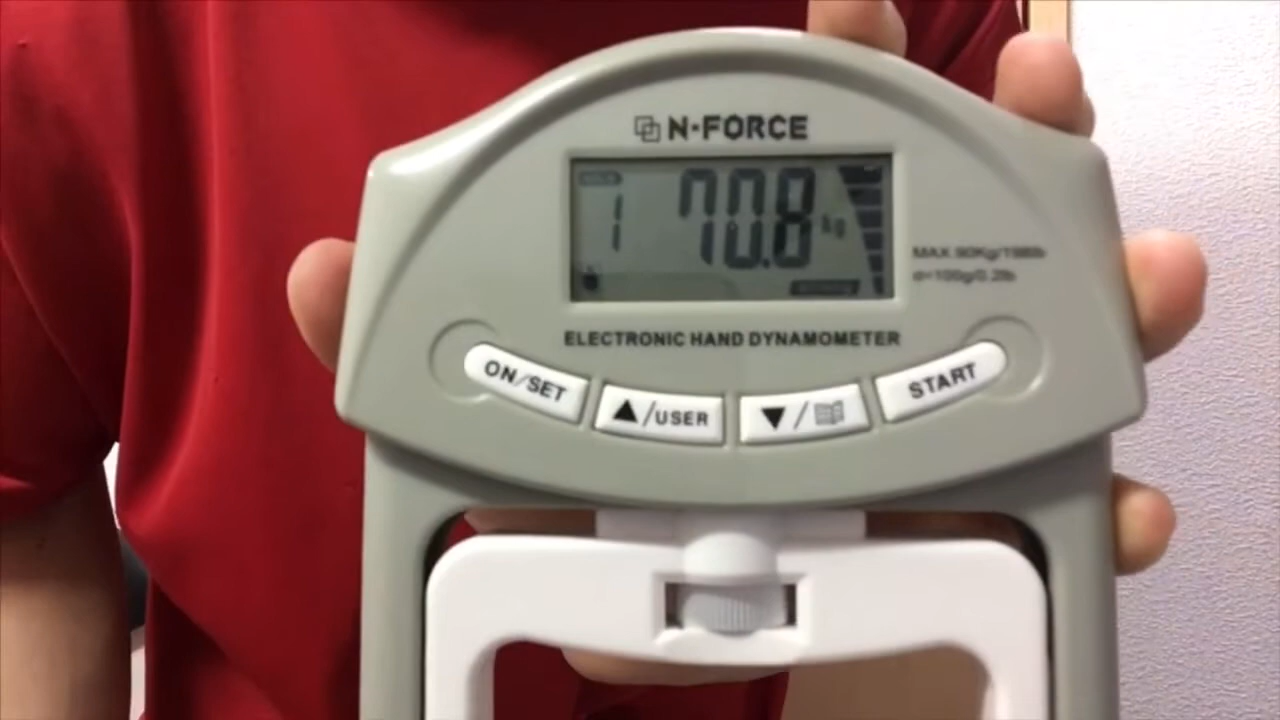 N-FORCE
1
70.8 kg
MAX 90Kg/198lb
d=100g/0.2lb
ELECTRONIC HAND DYNAMOMETER
ON/SET
▲/USER
▼/
START